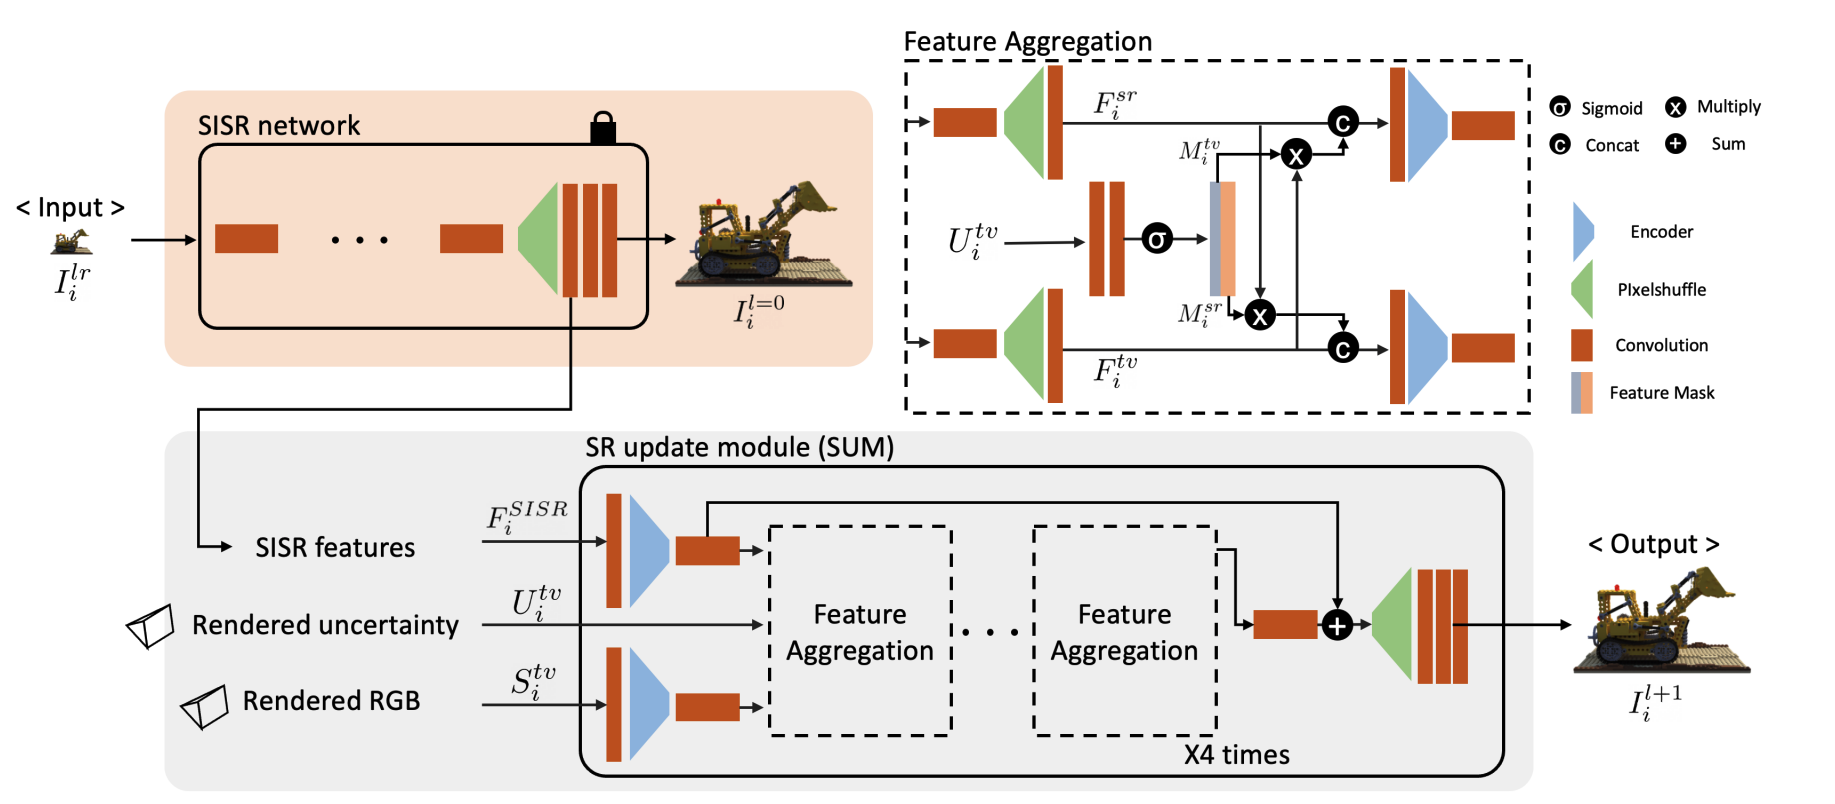 Feature Aggregation
SISR network
< Input >
I_i^{lr}
I_i^{l=0}
F_i^{sr}
M_i^{tv}
U_i^{tv}
σ
M_i^{sr}
F_i^{tv}
x
x
c
c
σ Sigmoid
x Multiply
c Concat
+ Sum
Encoder
PIxelshuffle
Convolution
Feature Mask
SR update module (SUM)
SISR features
F_i^{SISR}
Rendered uncertainty
U_i^{tv}
Rendered RGB
S_i^{tv}
Feature
Aggregation
Feature
Aggregation
+
X4 times
< Output >
I_i^{l+1}